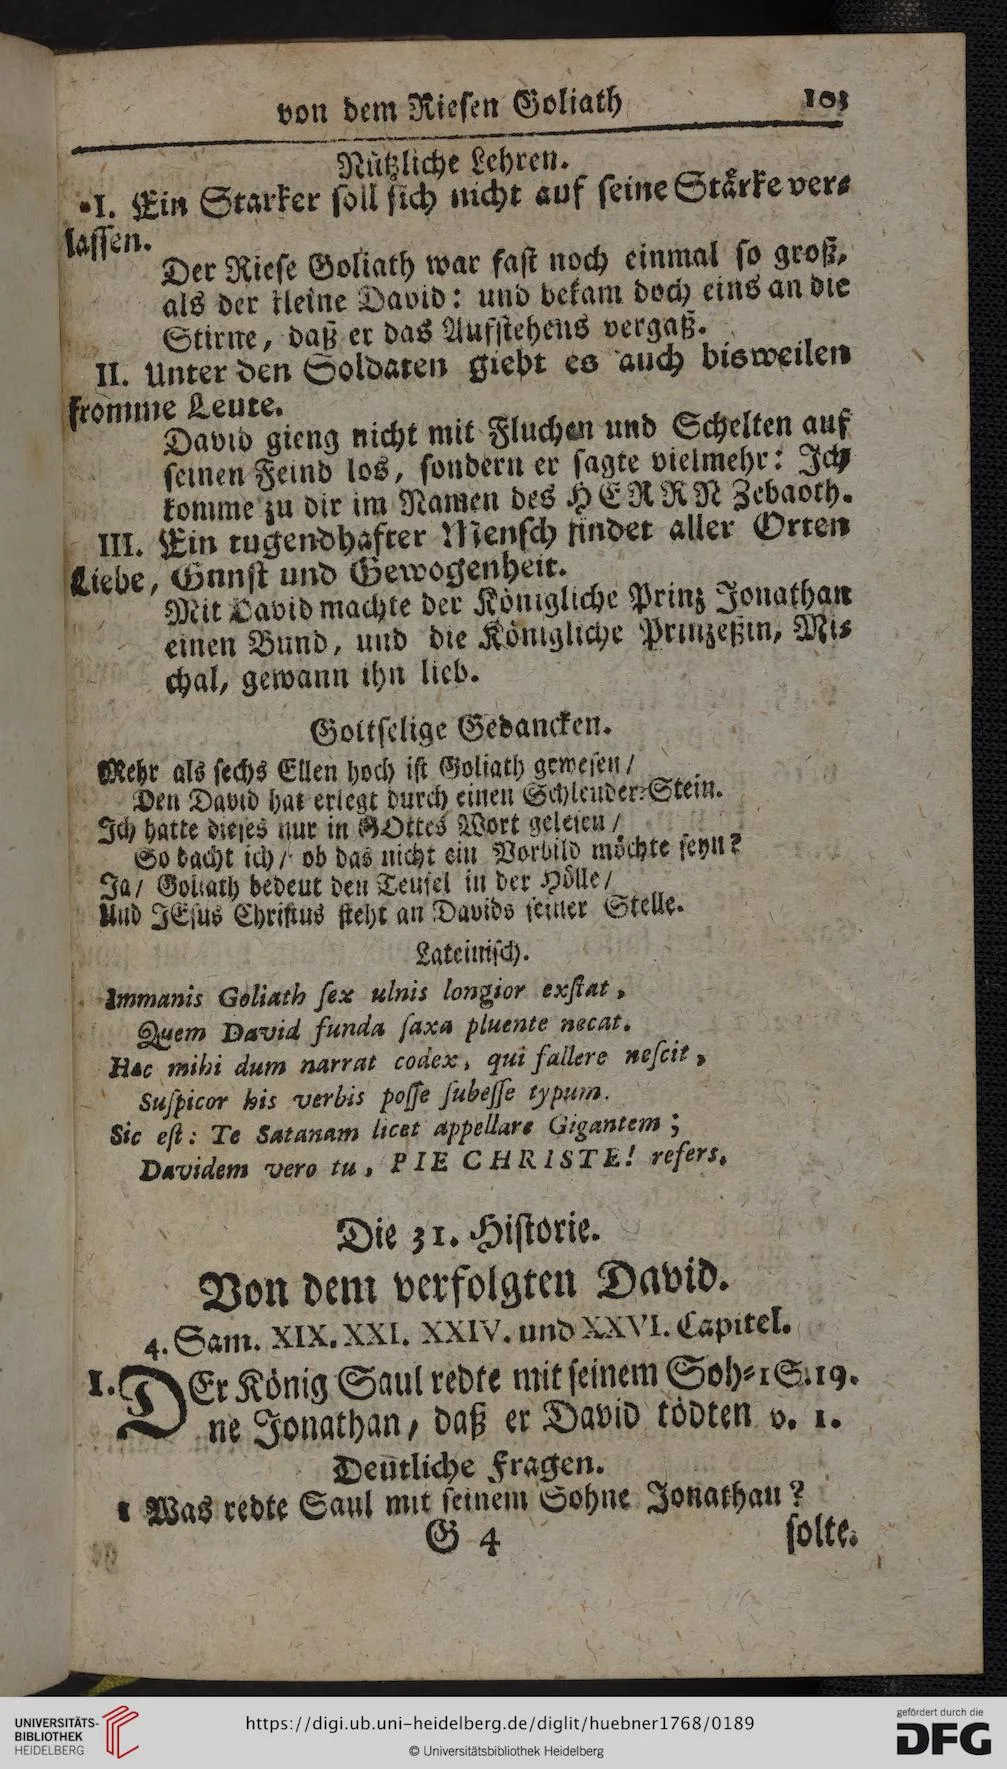 von dem Riesen Goliath 103
Nützliche Lehren.
I. Ein Starker soll sich nicht auf seine Stärke ver-
lassen.
Der Riese Goliath war fast noch einmal so groß,
als der kleine David: und bekam doch eins an die
Stirne, daß er das Aufstehens vergaß.
II. Unter den Soldaten giebt es auch bisweilen
fromme Leute.
David gieng nicht mit Fluchen und Schelten auf
seinen Feind los, sondern er sagte vielmehr: Ich
komme zu dir im Namen des HERRN Zebaoth.
III. Ein tugendhafter Mensch findet aller Orten
Liebe, Gunst und Gewogenheit.
Mit David machte der Königliche Prinz Jonathan
einen Bund, und die Königliche Prinzeßin, Mi-
chal, gewann ihn lieb.
Gottselige Gedancken.
Mehr als sechs Ellen hoch ist Goliath gewesen/
Den David hat erlegt durch einen Schleuder-Stein.
Ich hatte dieses nur in GOttes Wort gelesen/
So dacht ich/ ob das nicht ein Vorbild möchte seyn?
Ja/ Goliath bedeut den Teufel in der Hölle/
Und JEsus Christus steht an Davids seiner Stelle.
Lateinisch.
Immanis Goliath ſex ulnis longior exſtat,
Quem David funda ſaxa pluente necat.
Hæc mihi dum narrat codex, qui fallere neſcit,
Suſpicor his verbis poſſe ſubeſſe typum.
Sic eſt: Te Satanam licet appellare Gigantem;
Davidem vero tu, PIE CHRISTE! refers.
Die 31. Historie.
Von dem verfolgten David.
4. Sam. XIX. XXI. XXIV. und XXVI. Capitel.
1. DEr König Saul redte mit seinem Soh- 1 S. 19.
ne Jonathan, daß er David tödten v. 1.
Deutliche Fragen.
1 Was redte Saul mit seinem Sohne Jonathan?
G 4 solte.
UNIVERSITÄTS-
BIBLIOTHEK
HEIDELBERG
https://digi.ub.uni-heidelberg.de/diglit/huebner1768/0189
© Universitätsbibliothek Heidelberg
gefördert durch die
DFG